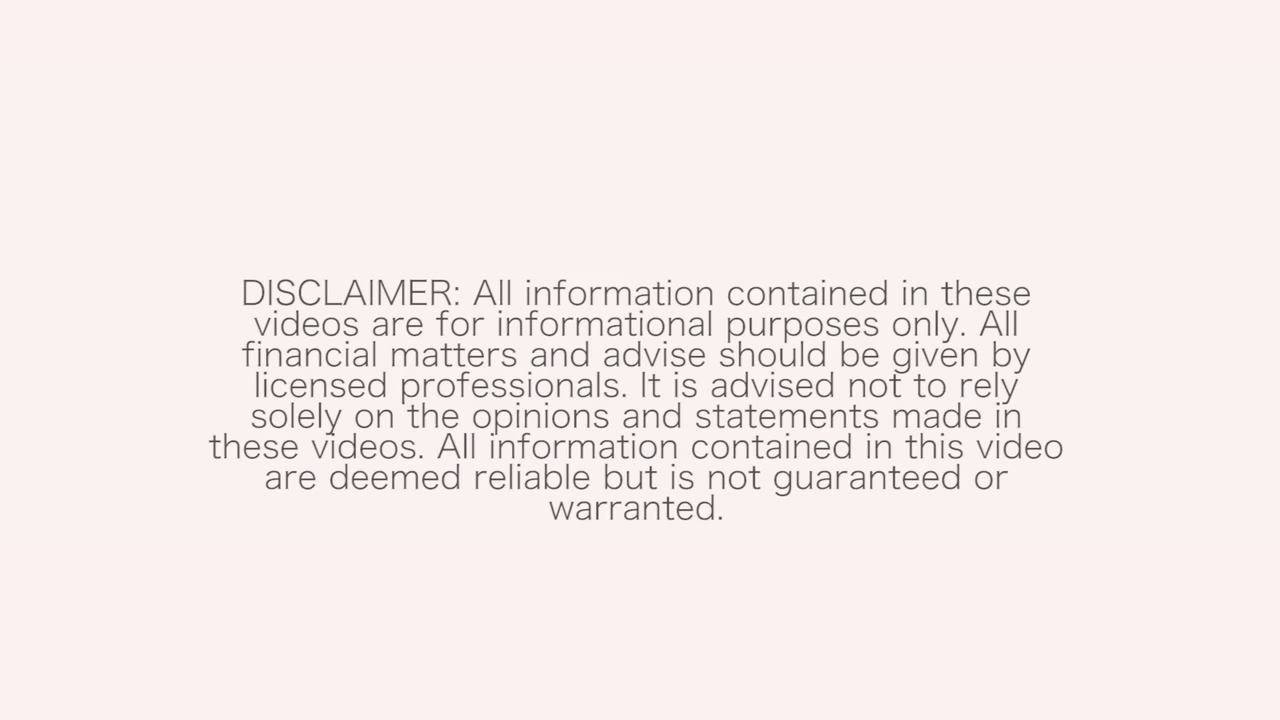 DISCLAIMER: All information contained in these
videos are for informational purposes only. All
financial matters and advise should be given by
licensed professionals. It is advised not to rely
solely on the opinions and statements made in
these videos. All information contained in this video
are deemed reliable but is not guaranteed or
warranted.